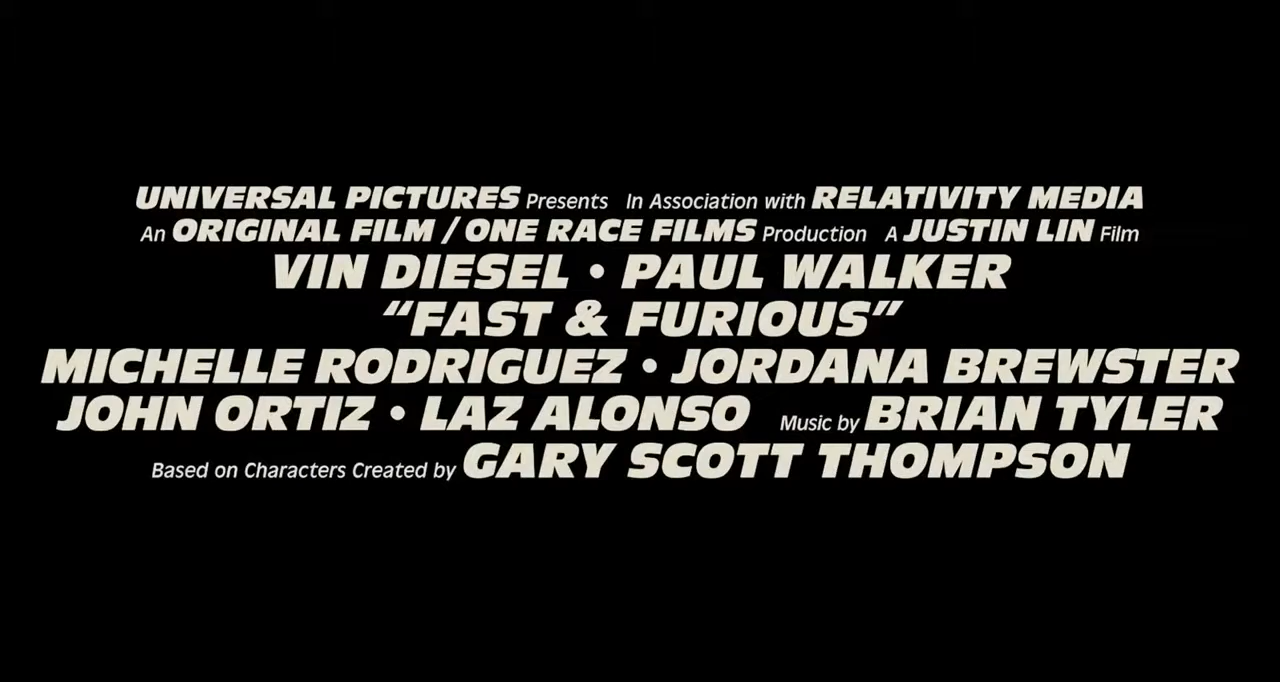 UNIVERSAL PICTURES Presents In Association with RELATIVITY MEDIA
An ORIGINAL FILM / ONE RACE FILMS Production A JUSTIN LIN Film
VIN DIESEL • PAUL WALKER
“FAST & FURIOUS”
MICHELLE RODRIGUEZ • JORDANA BREWSTER
JOHN ORTIZ • LAZ ALONSO Music by BRIAN TYLER
Based on Characters Created by GARY SCOTT THOMPSON